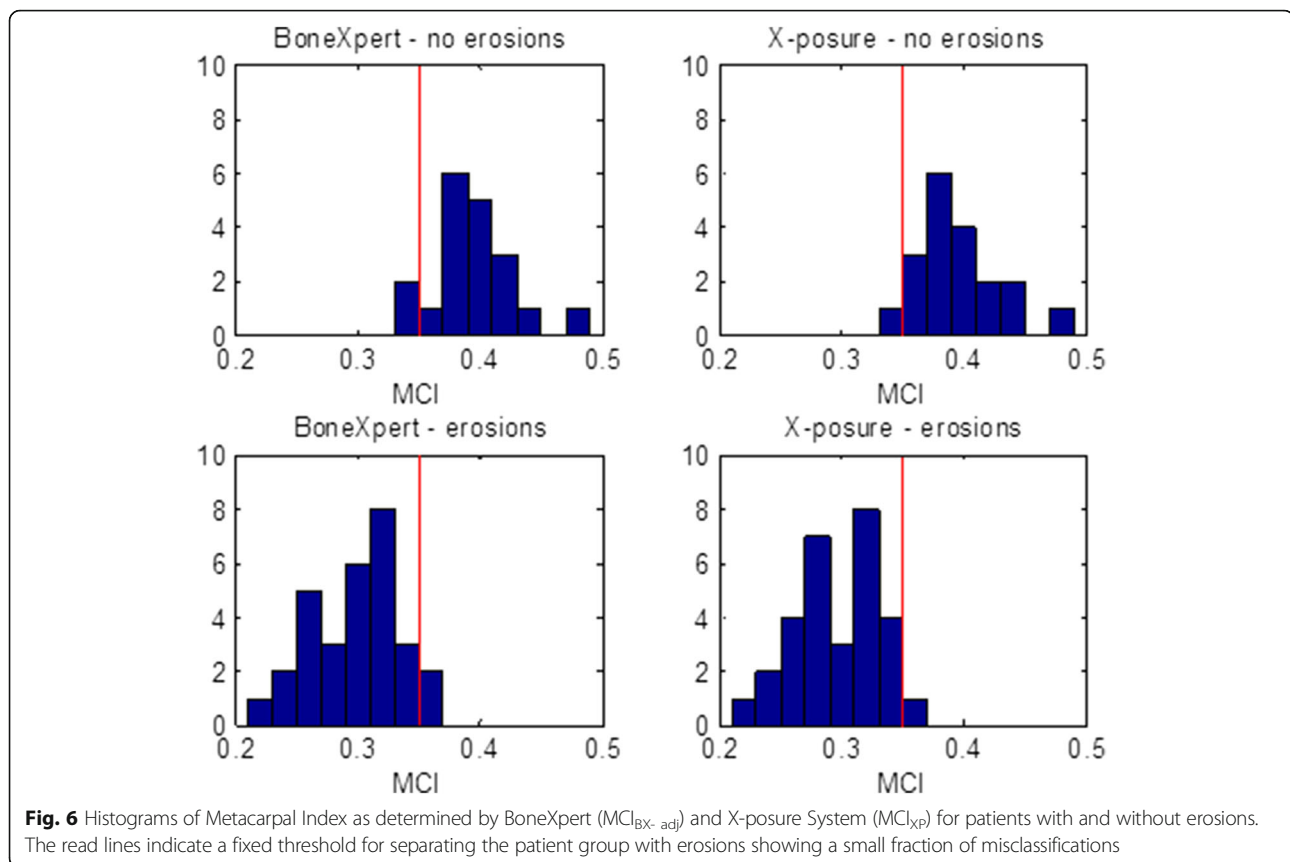 BoneXpert - no erosions
X-posure - no erosions
10
8
6
4
2
0
0.2 0.3 0.4 0.5
MCI
10
8
6
4
2
0
0.2 0.3 0.4 0.5
MCI
BoneXpert - erosions
X-posure - erosions
10
8
6
4
2
0
0.2 0.3 0.4 0.5
MCI
10
8
6
4
2
0
0.2 0.3 0.4 0.5
MCI
Fig. 6 Histograms of Metacarpal Index as determined by BoneXpert (MCIBX- adj) and X-posure System (MCIXP) for patients with and without erosions.
The read lines indicate a fixed threshold for separating the patient group with erosions showing a small fraction of misclassifications